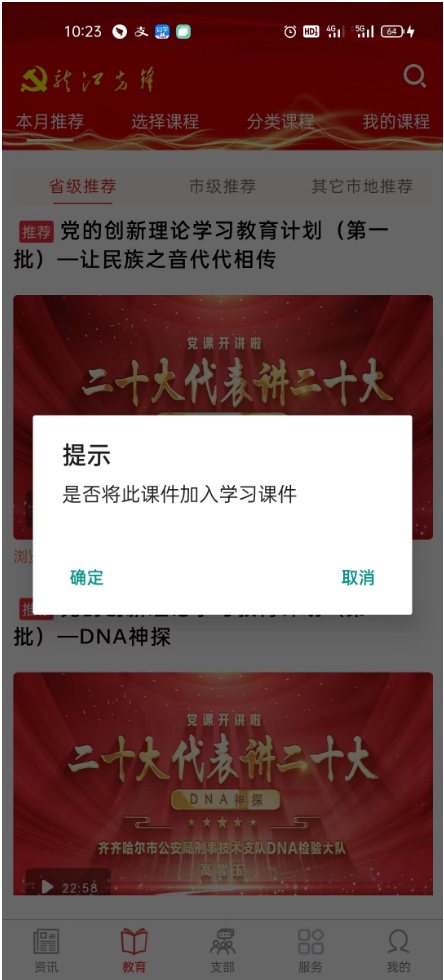 10:23
64
龙江先锋
本月推荐 选择课程 分类课程 我的课程
省级推荐 市级推荐 其它市地推荐
推荐 党的创新理论学习教育计划（第一
批）—让民族之音代代相传
党课开讲啦
二十大代表讲二十大
提示
是否将此课件加入学习课件
浏
确定 取消
批）—DNA神探
党课开讲啦
二十大代表讲二十大
DNA神探
齐齐哈尔市公安局刑事技术支队DNA检验大队
22:58
资讯 教育 支部 服务 我的